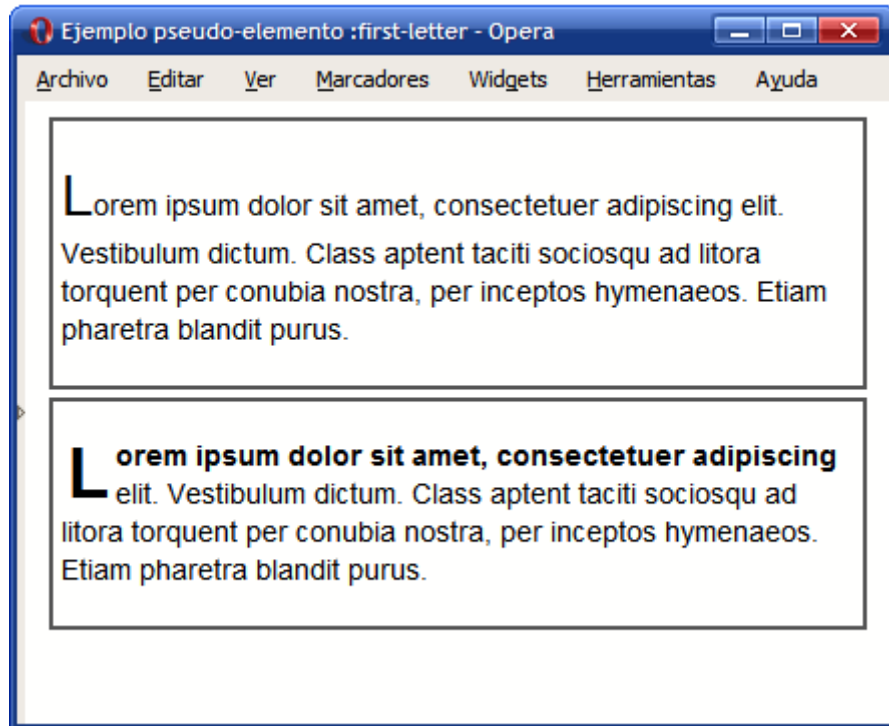 Ejemplo pseudo-elemento :first-letter - Opera
Archivo Editar Ver Marcadores Widgets Herramientas Ayuda
Lorem ipsum dolor sit amet, consectetuer adipiscing elit.
Vestibulum dictum. Class aptent taciti sociosqu ad litora
torquent per conubia nostra, per inceptos hymenaeos. Etiam
pharetra blandit purus.
Lorem ipsum dolor sit amet, consectetuer adipiscing
elit. Vestibulum dictum. Class aptent taciti sociosqu ad
litora torquent per conubia nostra, per inceptos hymenaeos.
Etiam pharetra blandit purus.